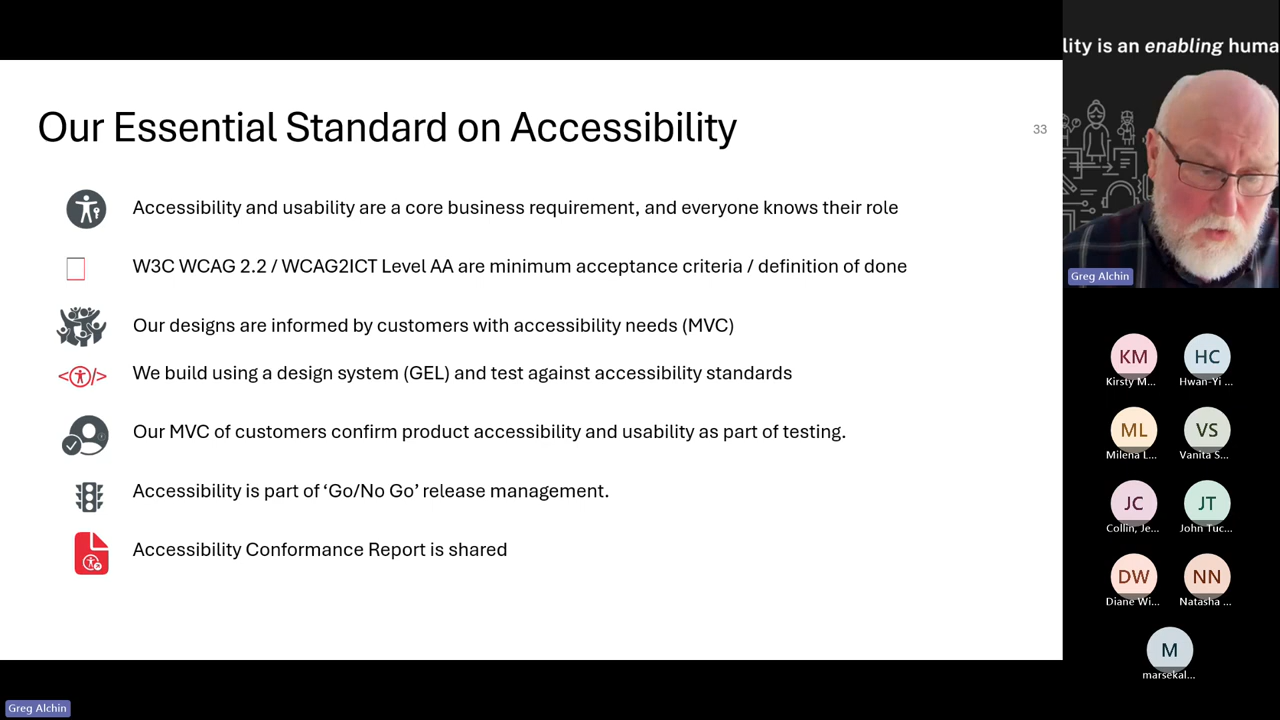 Our Essential Standard on Accessibility
33
Accessibility and usability are a core business requirement, and everyone knows their role
W3C WCAG 2.2 / WCAG2ICT Level AA are minimum acceptance criteria / definition of done
Our designs are informed by customers with accessibility needs (MVC)
We build using a design system (GEL) and test against accessibility standards
Our MVC of customers confirm product accessibility and usability as part of testing.
Accessibility is part of ‘Go/No Go’ release management.
Accessibility Conformance Report is shared
lity is an enabling huma
Greg Alchin
KM
Kirsty M...
HC
Hwan-Yi ...
ML
Milena L...
VS
Vanita S...
JC
Collin, Je...
JT
John Tuc...
DW
Diane Wi...
NN
Natasha ...
M
marsekal...
Greg Alchin